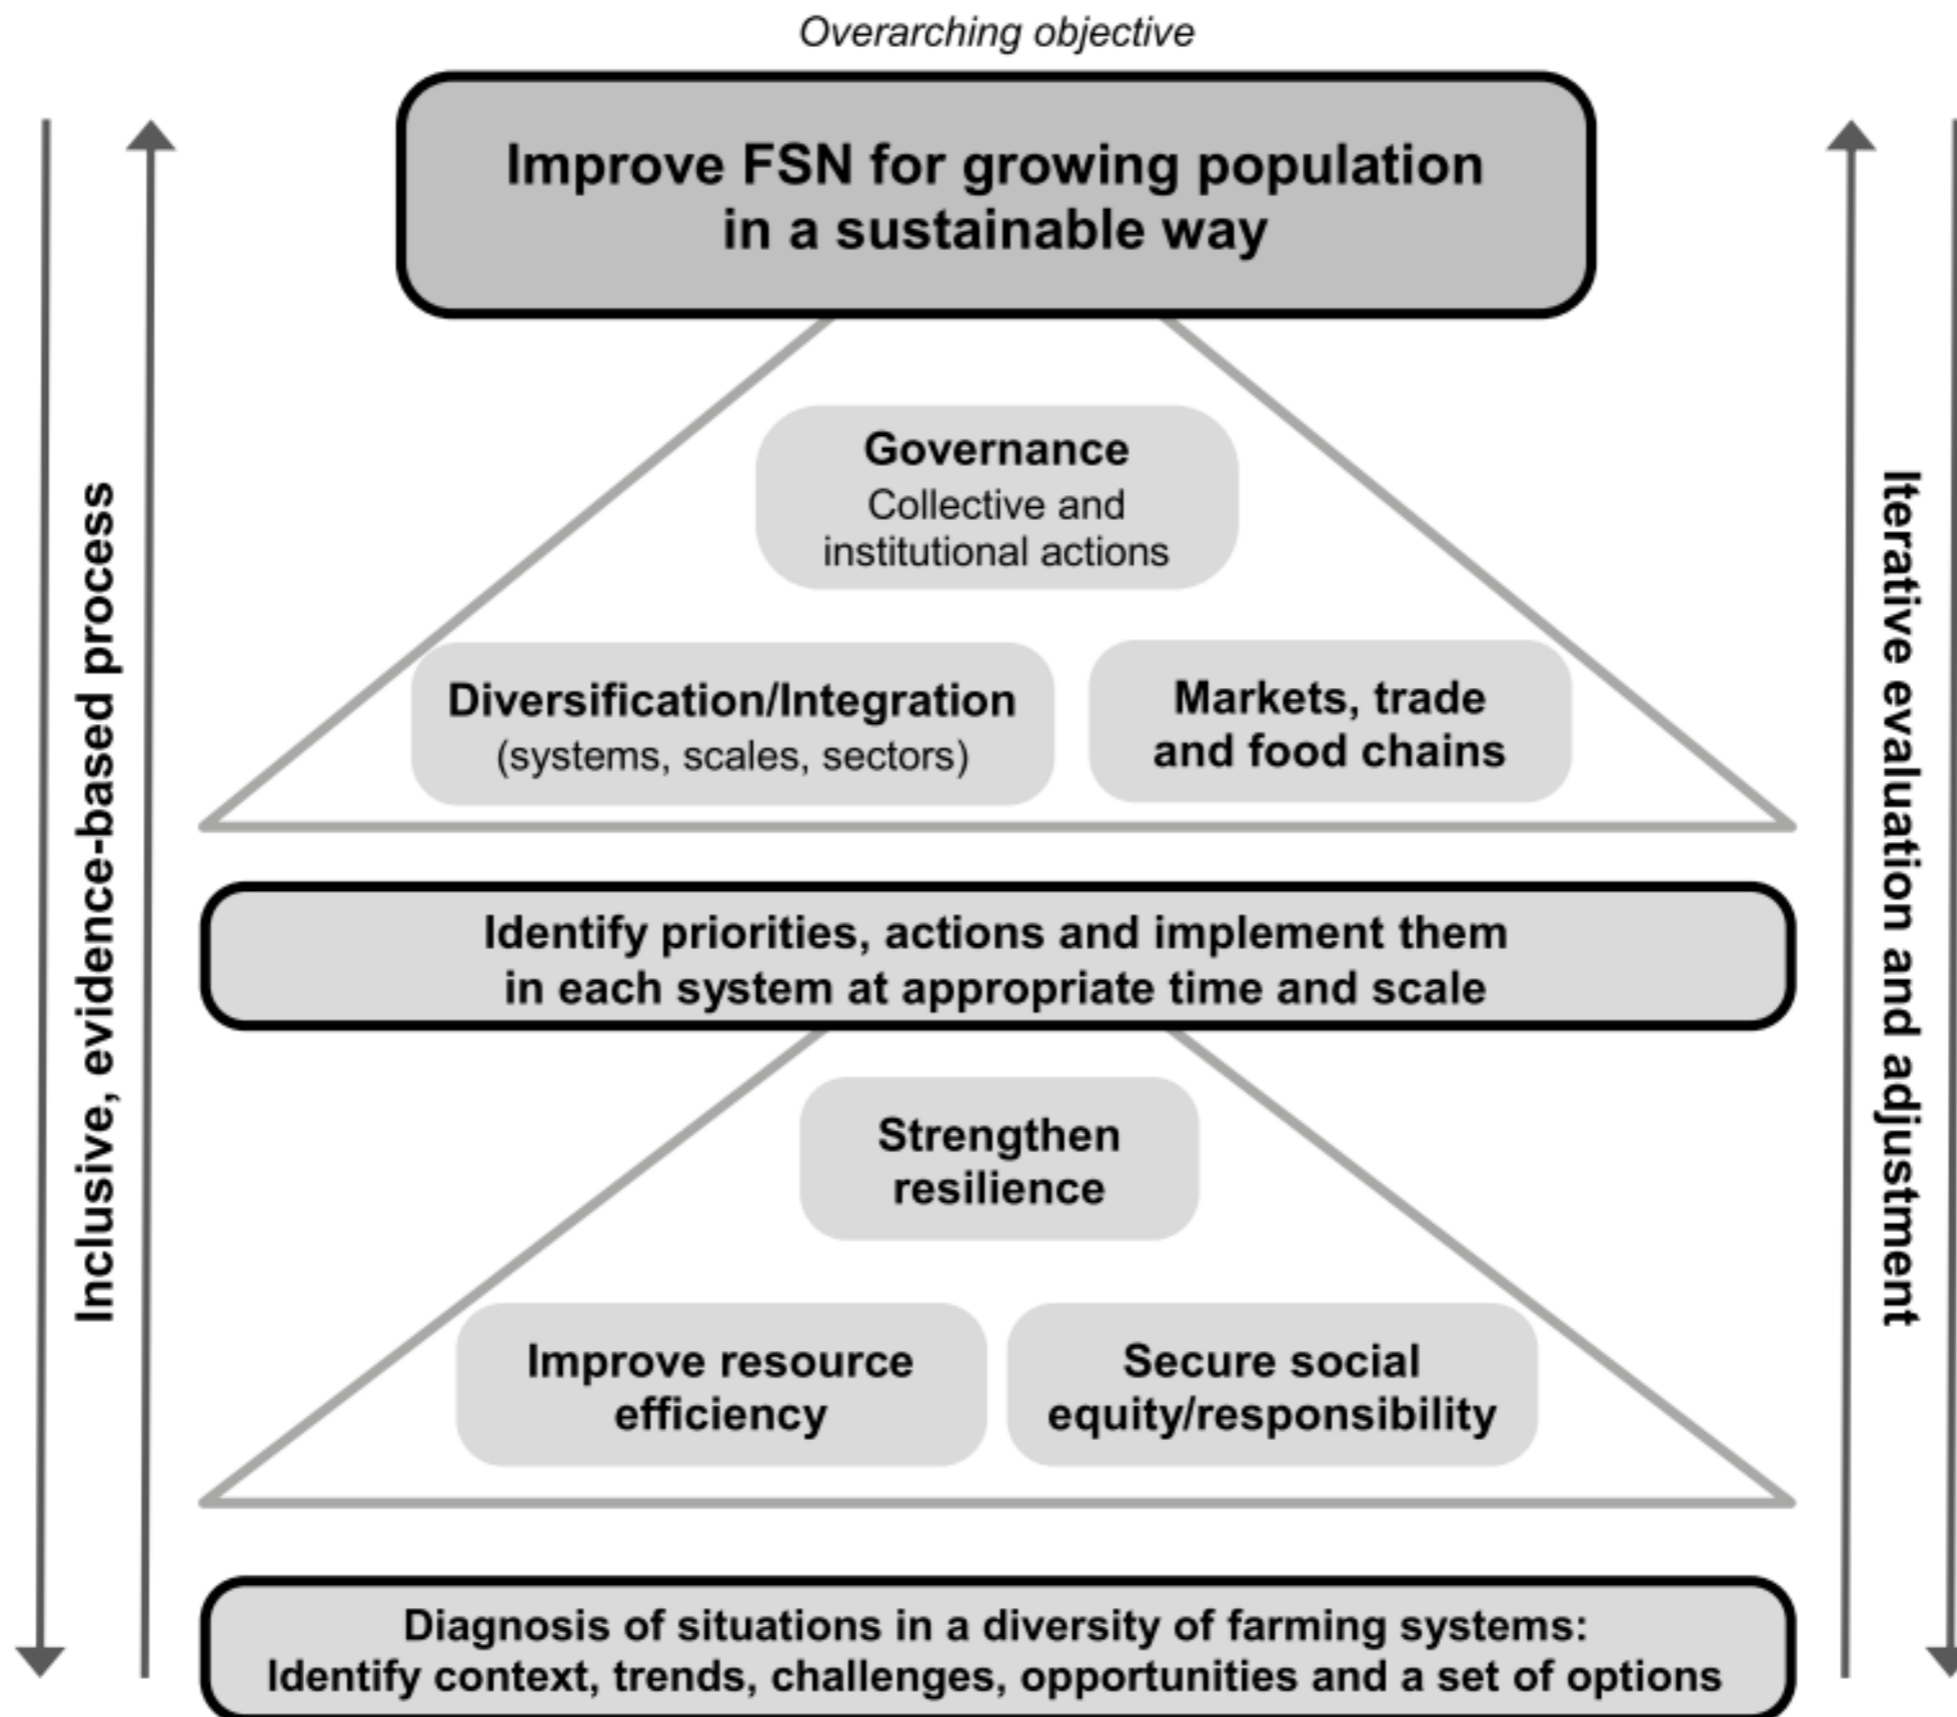 Overarching objective
Improve FSN for growing population
in a sustainable way
Governance
Collective and
institutional actions
Diversification/Integration
(systems, scales, sectors)
Markets, trade
and food chains
Identify priorities, actions and implement them
in each system at appropriate time and scale
Strengthen
resilience
Improve resource
efficiency
Secure social
equity/responsibility
Diagnosis of situations in a diversity of farming systems:
Identify context, trends, challenges, opportunities and a set of options
Inclusive, evidence-based process
Iterative evaluation and adjustment